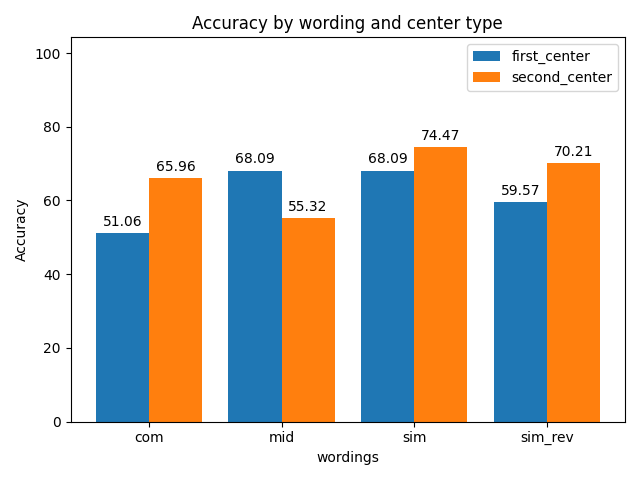 Accuracy by wording and center type
first_center
second_center
100
80
60
40
20
0
Accuracy
51.06
65.96
68.09
55.32
68.09
74.47
59.57
70.21
com
mid
sim
sim_rev
wordings